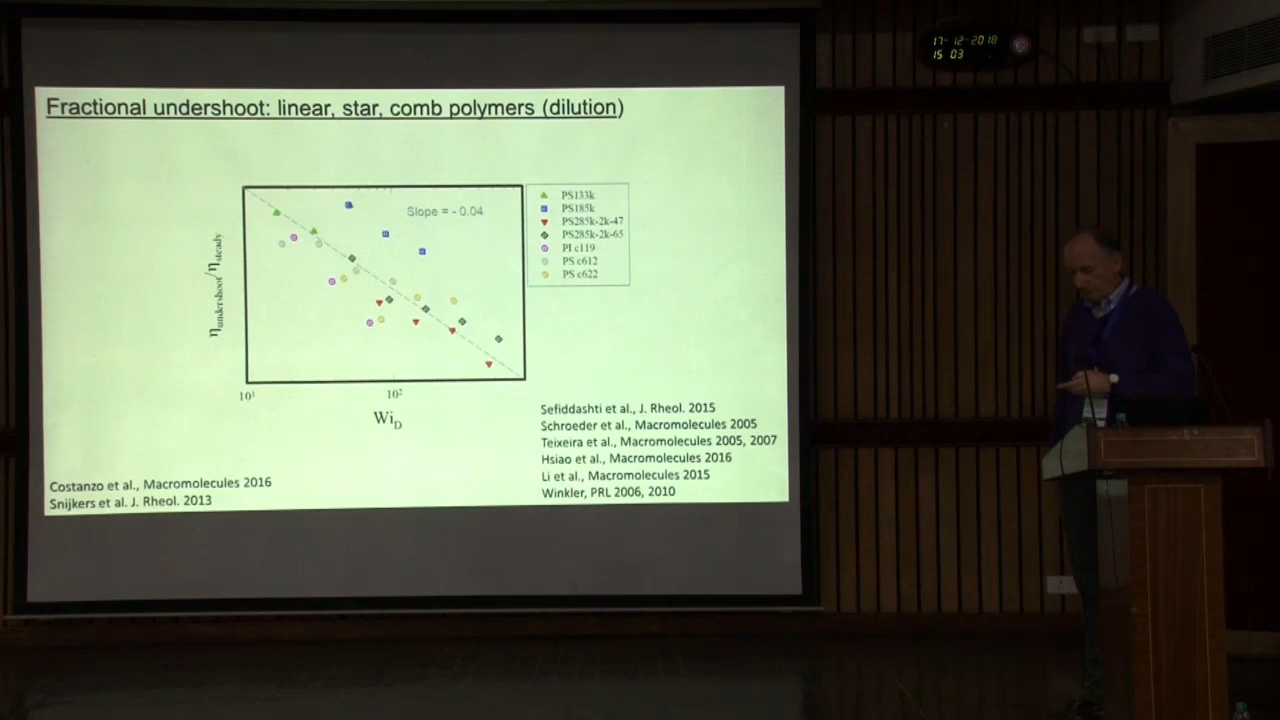 17-12-2018
15 03
Fractional undershoot: linear, star, comb polymers (dilution)
Slope = - 0.04
PS133k
PS185k
PS285k-2k-47
PS285k-2k-65
PI c119
PS c612
PS c622
ηundershoot/ηsteady
10¹
10²
WiD
Sefiddashti et al., J. Rheol. 2015
Schroeder et al., Macromolecules 2005
Teixeira et al., Macromolecules 2005, 2007
Hsiao et al., Macromolecules 2016
Li et al., Macromolecules 2015
Winkler, PRL 2006, 2010
Costanzo et al., Macromolecules 2016
Snijkers et al. J. Rheol. 2013